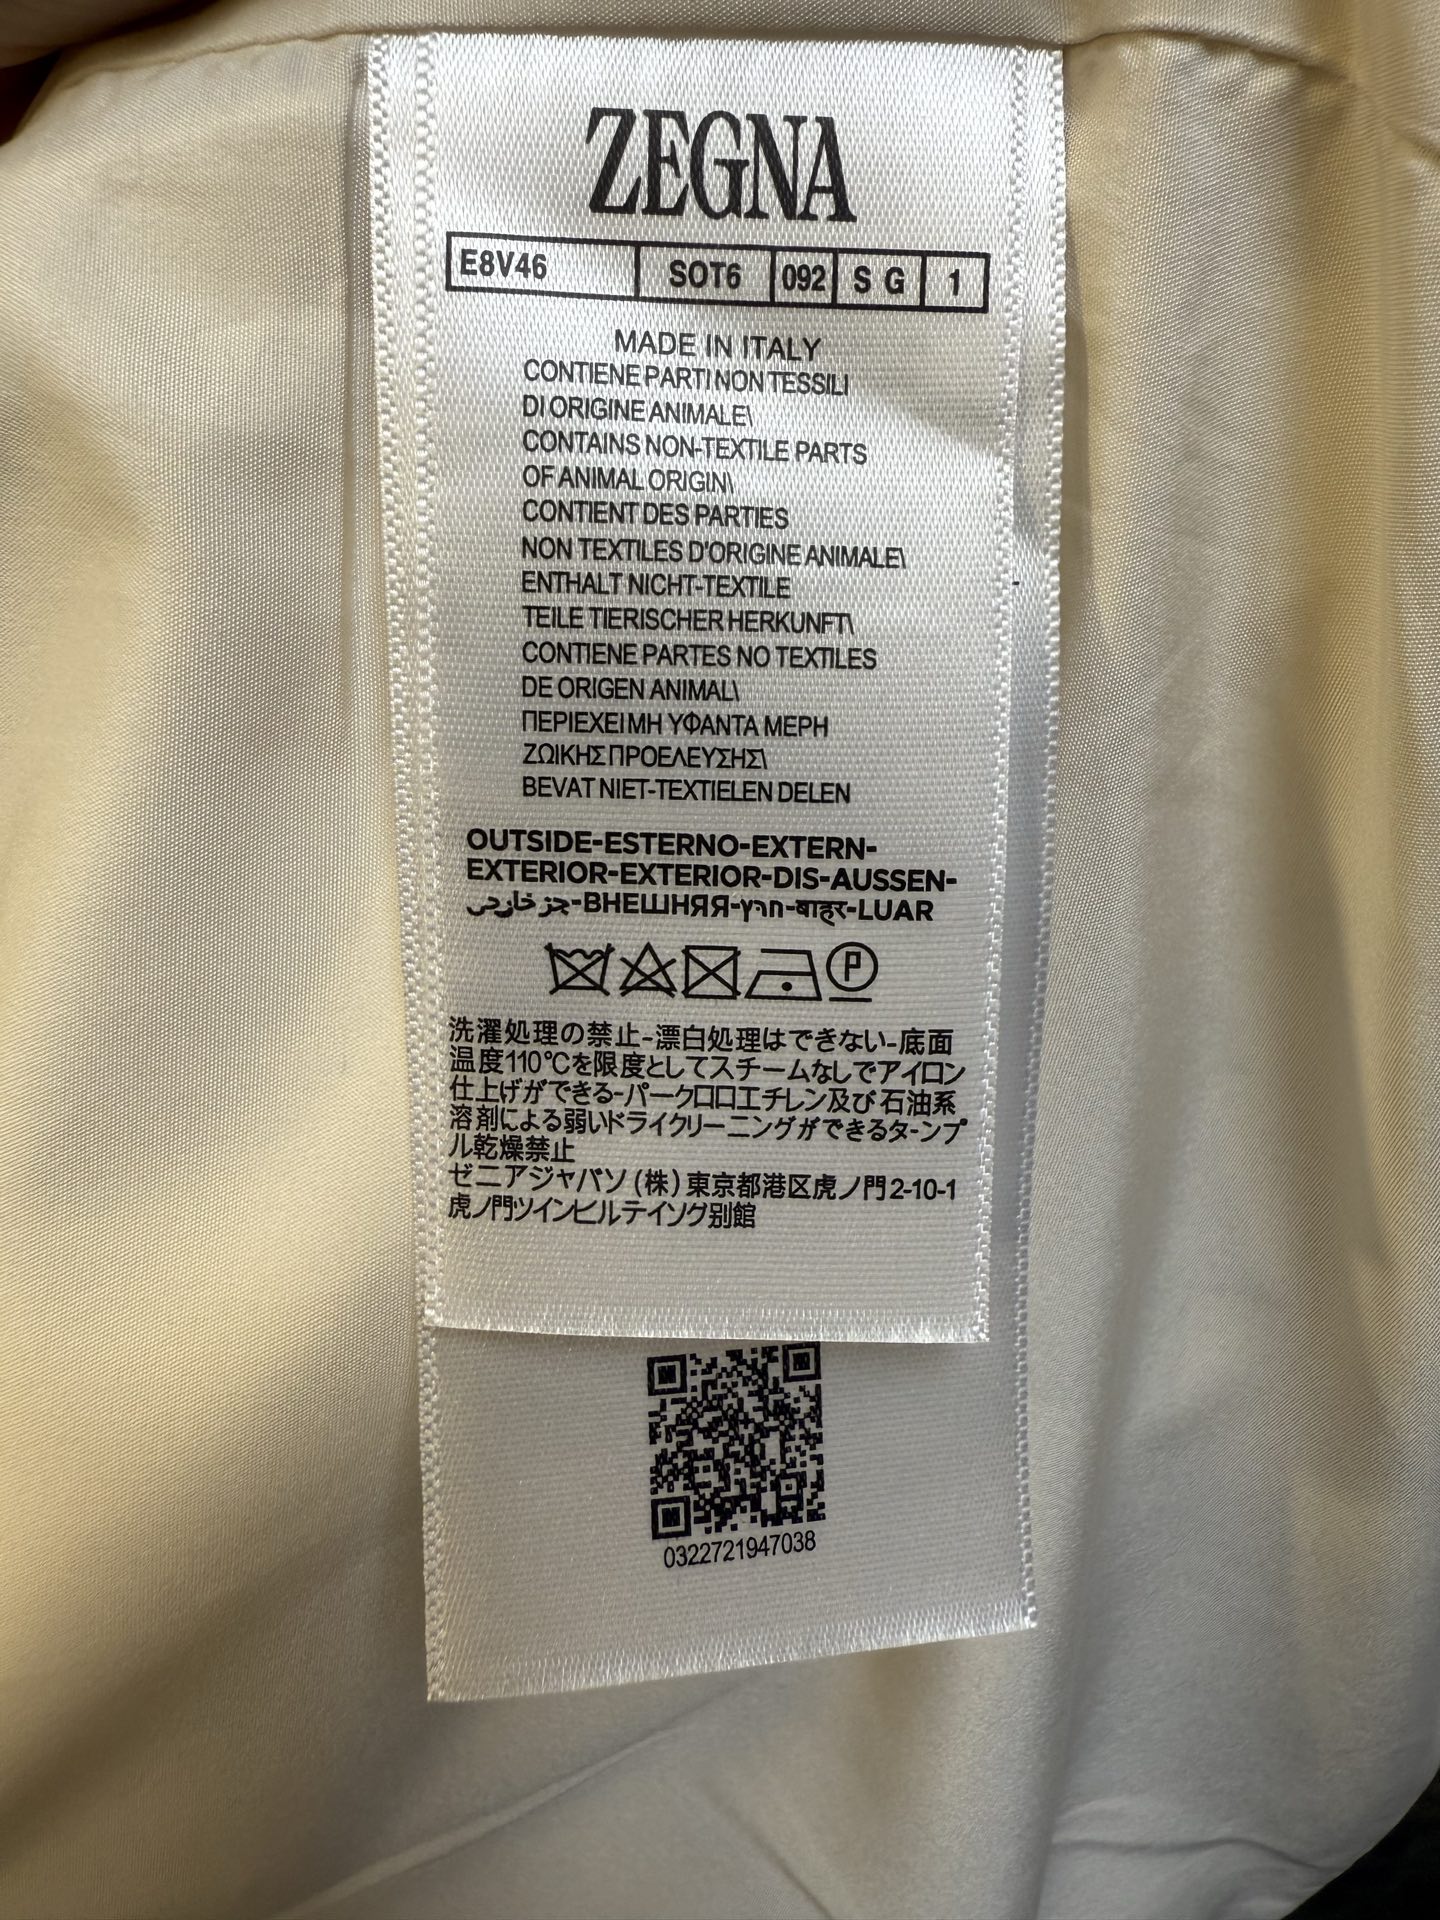 ZEGNA
E8V46 SOT6 092 S G 1
MADE IN ITALY
CONTIENE PARTI NON TESSILI
DI ORIGINE ANIMALE\
CONTAINS NON-TEXTILE PARTS
OF ANIMAL ORIGIN\
CONTIENT DES PARTIES
NON TEXTILES D'ORIGINE ANIMALE\
ENTHALT NICHT-TEXTILE
TEILE TIERISCHER HERKUNFT\
CONTIENE PARTES NO TEXTILES
DE ORIGEN ANIMAL\
ΠΕΡΙΕΧΕΙ ΜΗ ΥΦΑΝΤΑ ΜΕΡΗ
ΖΩΙΚΗΣ ΠΡΟΕΛΕΥΣΗΣ\
BEVAT NIET-TEXTIELEN DELEN
OUTSIDE-ESTERNO-EXTERN-
EXTERIOR-EXTERIOR-DIS-AUSSEN-
جز خارجی-ВНЕШНЯЯ-חרץ-बाहर-LUAR
P
洗濯処理の禁止-漂白処理はできない-底面
温度110℃を限度としてスチームなしでアイロン
仕上げができる-パークロロエチレン及び石油系
溶剤による弱いドライクリーニングができるタンプ
ル乾燥禁止
ゼニアジャパソ(株)東京都港区虎ノ門2-10-1
虎ノ門ツインビルテイソグ别館
0322721947038